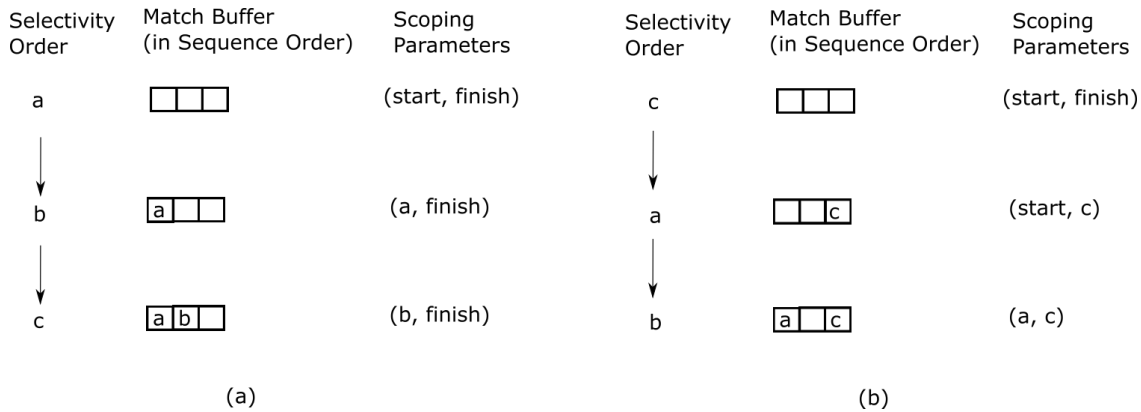 Selectivity Order
Match Buffer (in Sequence Order)
Scoping Parameters
a
(start, finish)
b
a
(a, finish)
c
a b
(b, finish)
(a)
Selectivity Order
Match Buffer (in Sequence Order)
Scoping Parameters
c
(start, finish)
a
c
(start, c)
b
a c
(a, c)
(b)